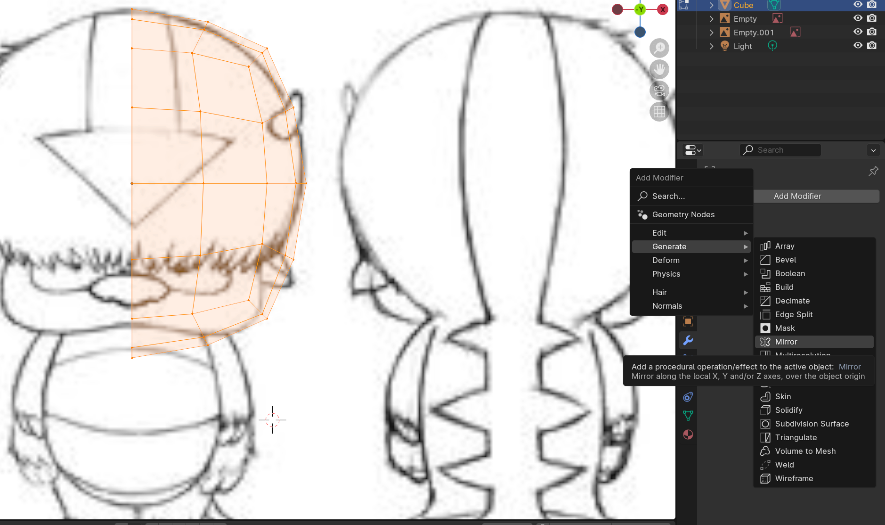 Y
X
Cube
Empty
Empty.001
Light
Search
Add Modifier
Add Modifier
Search...
Geometry Nodes
Edit
Generate
Deform
Physics
Hair
Normals
Array
Bevel
Boolean
Build
Decimate
Edge Split
Mask
Mirror
Multiresolution
Add a procedural operation/effect to the active object: Mirror
Mirror along the local X, Y and/or Z axes, over the object origin
Skin
Solidify
Subdivision Surface
Triangulate
Volume to Mesh
Weld
Wireframe